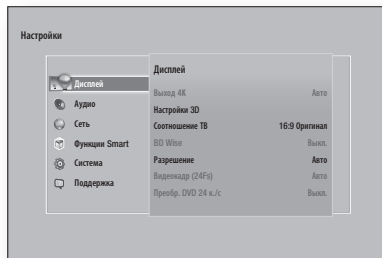 Настройки
Дисплей
Аудио
Сеть
Функции Smart
Система
Поддержка
Дисплей
Выход 4K Авто
Настройки 3D
Соотношение ТВ 16:9 Оригинал
BD Wise Выкл.
Разрешение Авто
Видеокадр (24Fs) Авто
Преобр. DVD 24 к./с Выкл.